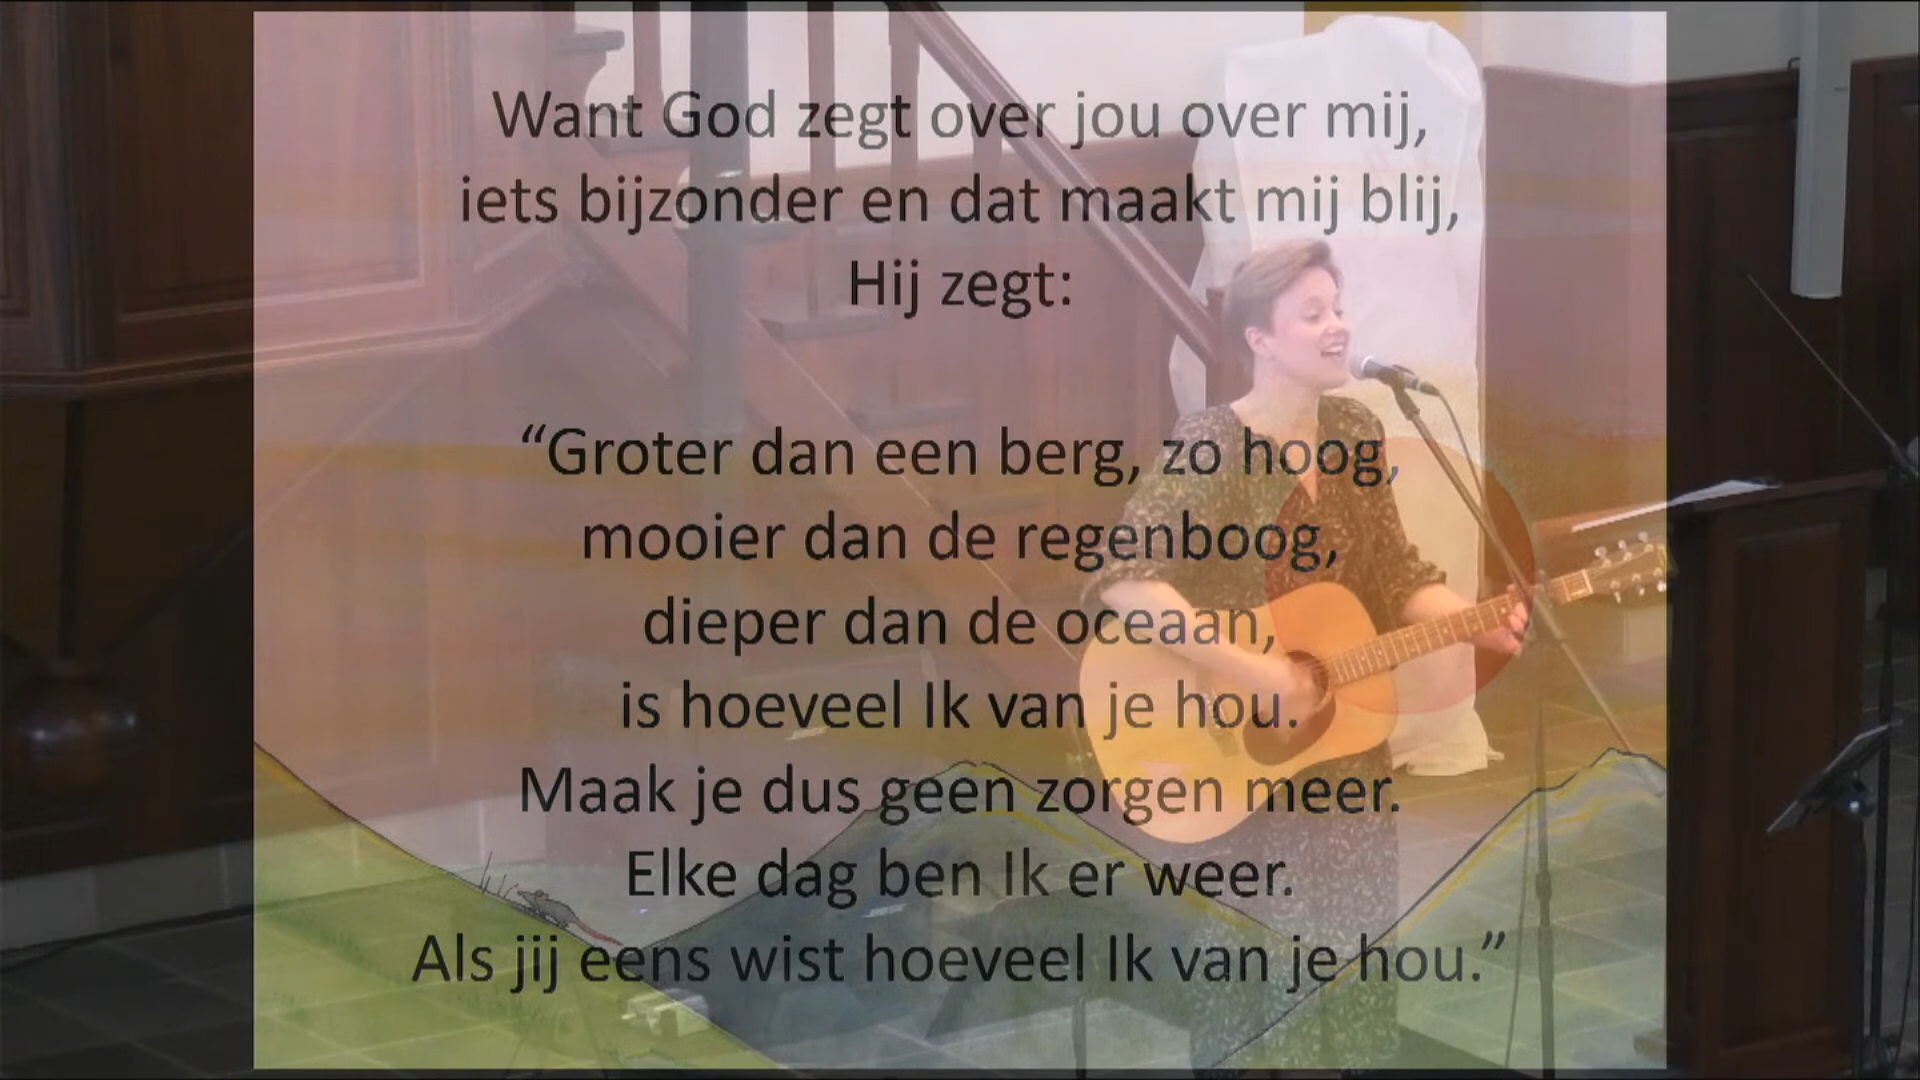 Want God zegt over jou over mij,
iets bijzonder en dat maakt mij blij,
Hij zegt:
“Groter dan een berg, zo hoog,
mooier dan de regenboog,
dieper dan de oceaan,
is hoeveel Ik van je hou.
Maak je dus geen zorgen meer.
Elke dag ben Ik er weer.
Als jij eens wist hoeveel Ik van je hou.”